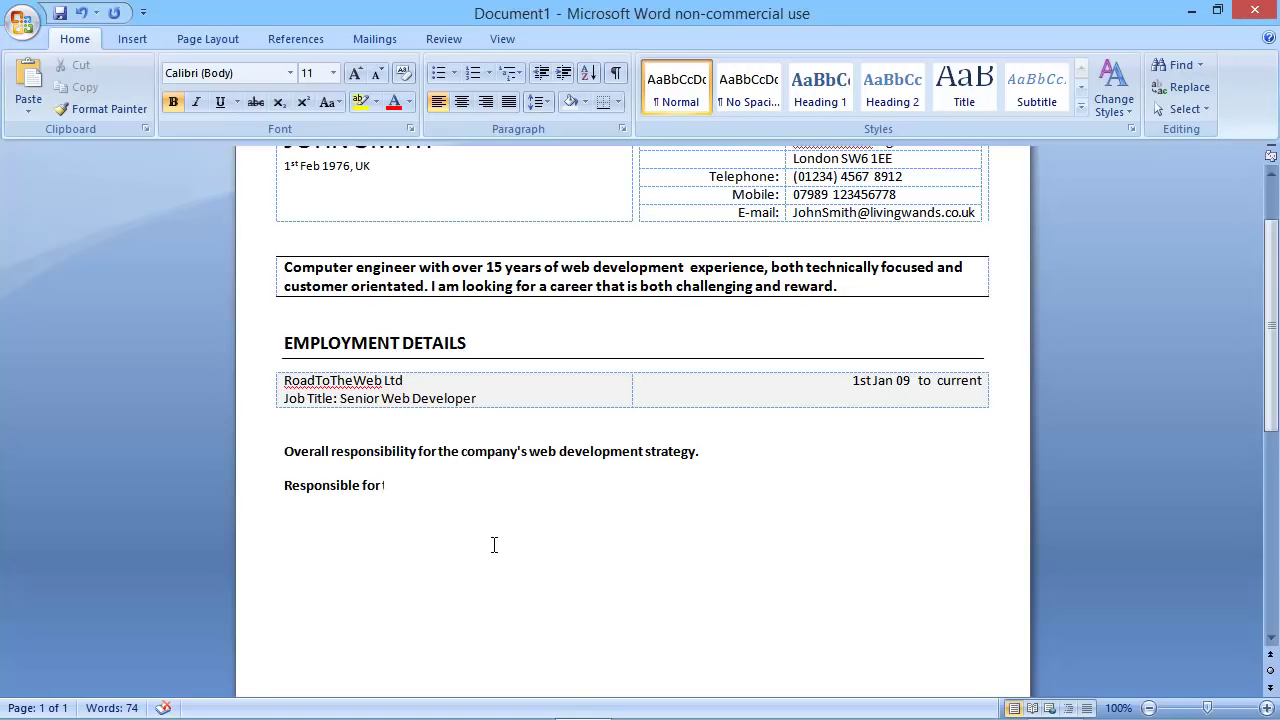 Document1 - Microsoft Word non-commercial use
Home Insert Page Layout References Mailings Review View
Paste
Cut
Copy
Format Painter
Clipboard
Calibri (Body) 11
Font
Paragraph
AaBbCcDc AaBbCcDc AaBbC AaBbCc AaB AaBbCc.
¶ Normal ¶ No Spaci... Heading 1 Heading 2 Title Subtitle
Change Styles
Styles
Find
Replace
Select
Editing
JOHN SMITH
1st Feb 1976, UK
London SW6 1EE
Telephone: (01234) 4567 8912
Mobile: 07989 123456778
E-mail: JohnSmith@livingwands.co.uk
Computer engineer with over 15 years of web development experience, both technically focused and
customer orientated. I am looking for a career that is both challenging and reward.
EMPLOYMENT DETAILS
RoadToTheWeb Ltd 1st Jan 09 to current
Job Title: Senior Web Developer
Overall responsibility for the company's web development strategy.
Responsible for t
Page: 1 of 1 Words: 74 100%